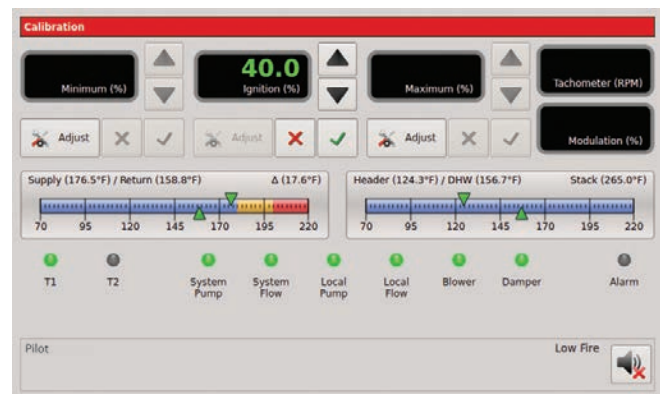 Calibration
Minimum (%)
40.0
Ignition (%)
Maximum (%)
Tachometer (RPM)
Modulation (%)
Adjust
Adjust
Adjust
Supply (176.5°F) / Return (158.8°F) Δ (17.6°F)
70 95 120 145 170 195 220
Header (124.3°F) / DHW (156.7°F) Stack (265.0°F)
70 95 120 145 170 195 220
T1
T2
System Pump
System Flow
Local Pump
Local Flow
Blower
Damper
Alarm
Pilot
Low Fire